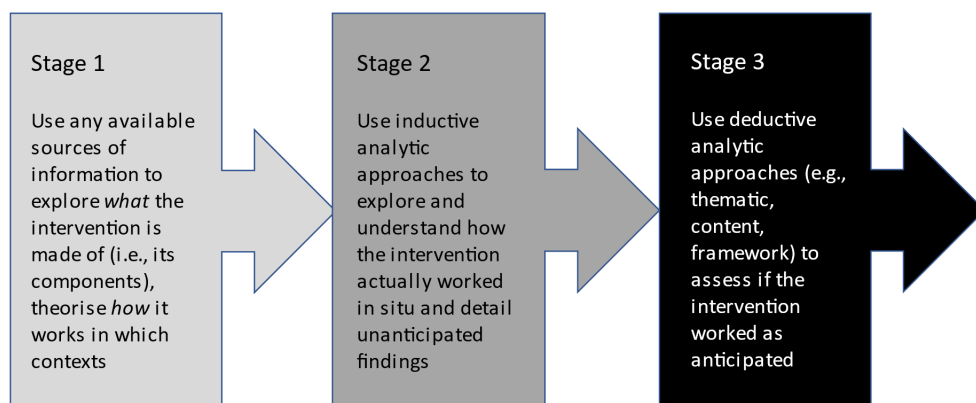 Stage 1
Use any available
sources of
information to
explore what the
intervention is
made of (i.e., its
components),
theorise how it
works in which
contexts
Stage 2
Use inductive
analytic
approaches to
explore and
understand how
the intervention
actually worked
in situ and detail
unanticipated
findings
Stage 3
Use deductive
analytic
approaches (e.g.,
thematic,
content,
framework) to
assess if the
intervention
worked as
anticipated